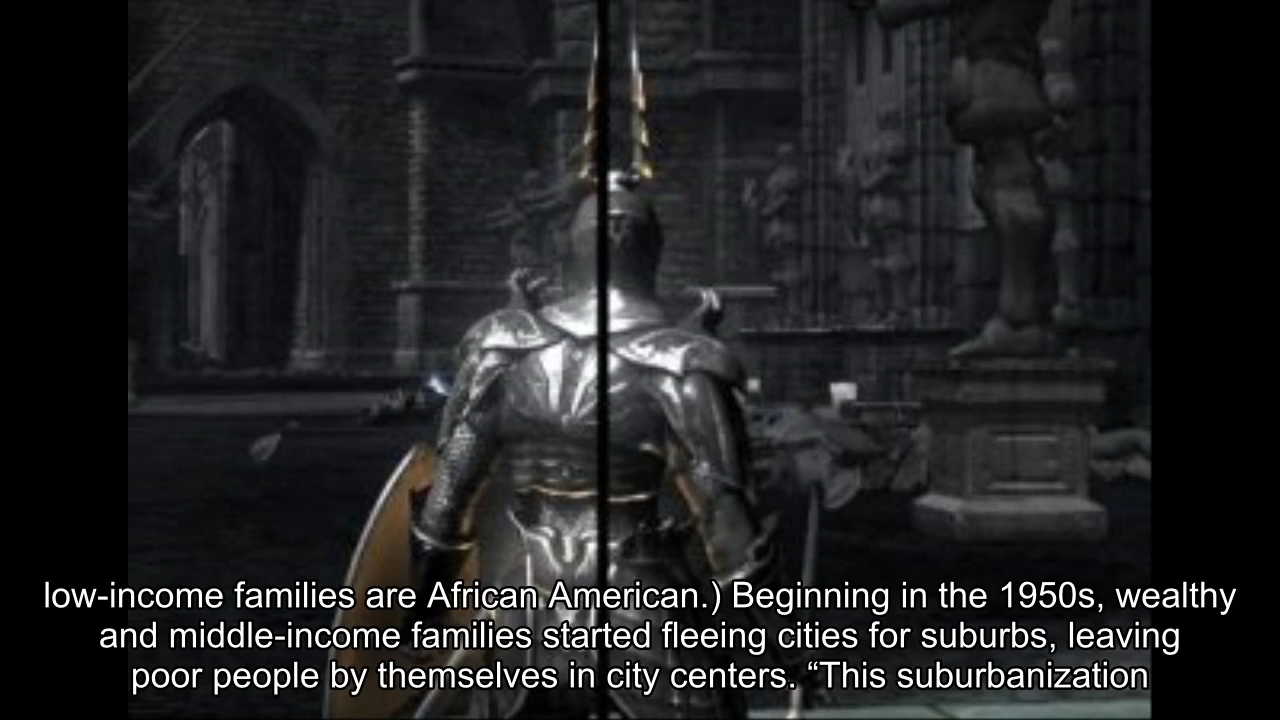 low-income families are African American.) Beginning in the 1950s, wealthy
and middle-income families started fleeing cities for suburbs, leaving
poor people by themselves in city centers. “This suburbanization